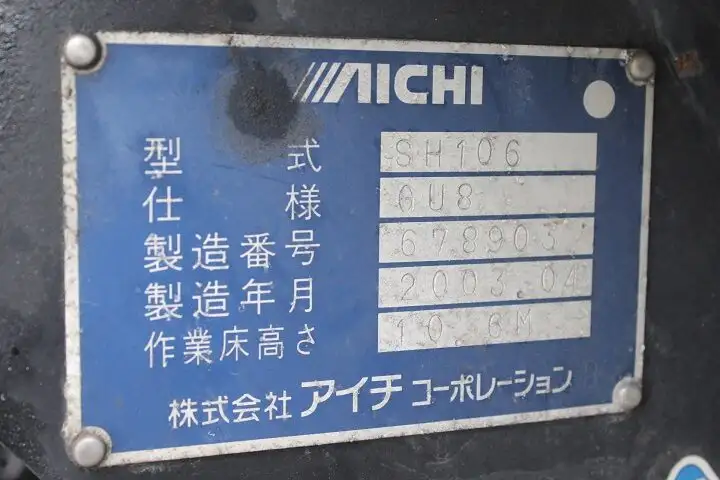 AICHI
型式 SH106
仕様 AU8
製造番号 678903
製造年月 2003.04
作業床高さ 10.6M
株式会社 アイチ コーポレーション